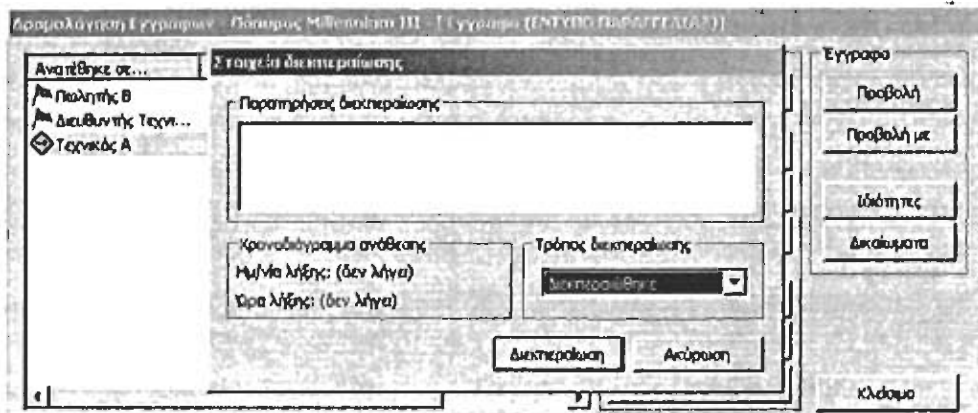 Δρομολόγηση Εγγράφων - Πάπυρος Millennium III - [Έγγραφο (ΕΝΤΥΠΟ ΠΑΡΑΓΓΕΛΙΑΣ)]
Ανατέθηκε σε...
Πωλητής Β
Διευθυντής Τεχνι...
Τεχνικός Α
Στοιχεία διεκπεραίωσης
Παρατηρήσεις διεκπεραίωσης
Χρονοδιάγραμμα ανάθεσης
Ημ/νία λήξης: (δεν λήγει)
Ώρα λήξης: (δεν λήγει)
Τρόπος διεκπεραίωσης
Διεκπεραιώθηκε
Διεκπεραίωση
Ακύρωση
Έγγραφο
Προβολή
Προβολή με
Ιδιότητες
Δικαίωματα
Κλείσιμο